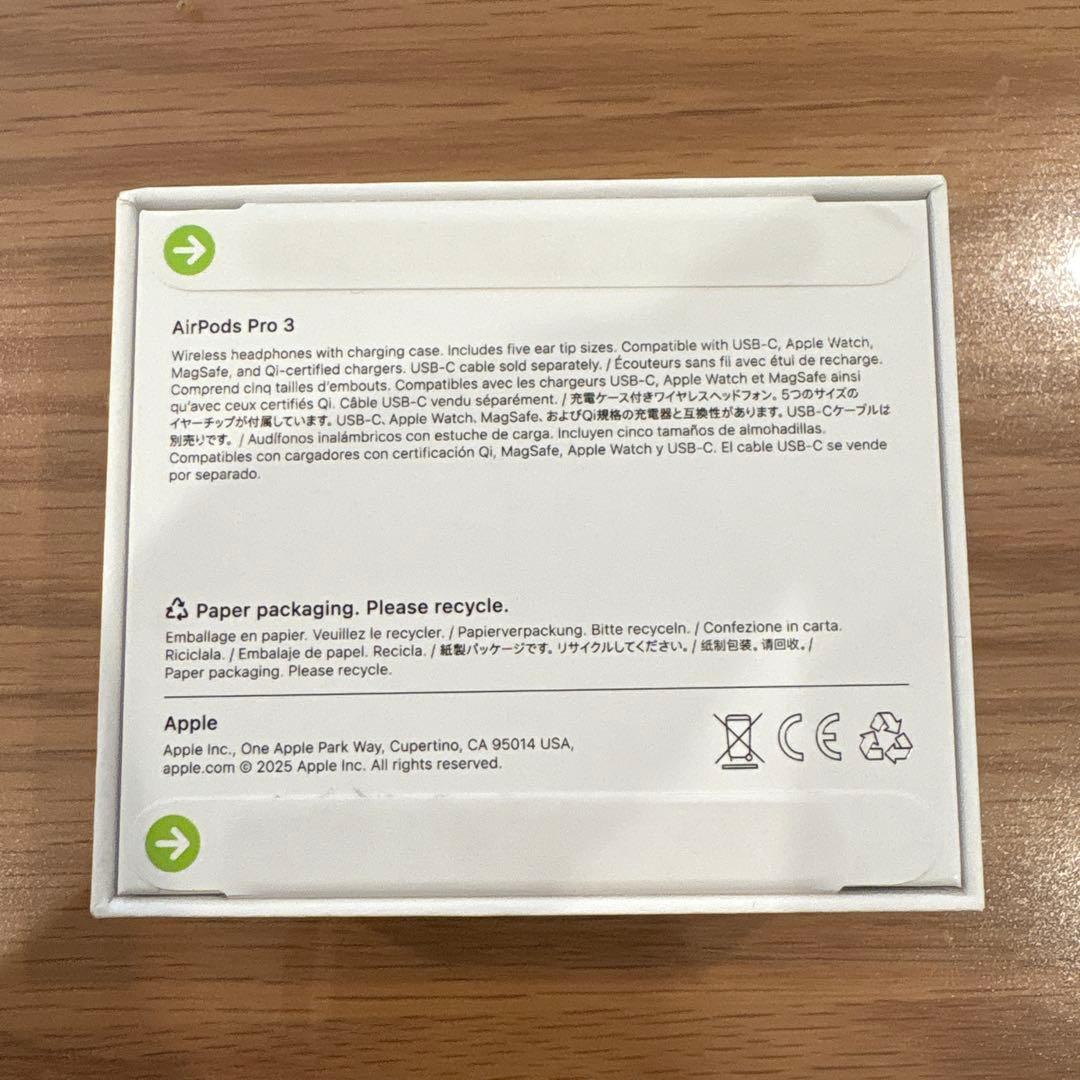 AirPods Pro 3
Wireless headphones with charging case. Includes five ear tip sizes. Compatible with USB-C, Apple Watch,
MagSafe, and Qi-certified chargers. USB-C cable sold separately. / Écouteurs sans fil avec étui de recharge.
Comprend cinq tailles d'embouts. Compatibles avec les chargeurs USB-C, Apple Watch et MagSafe ainsi
qu'avec ceux certifiés Qi. Câble USB-C vendu séparément. / 充電ケース付きワイヤレスヘッドフォン。5つのサイズの
イヤーチップが付属しています。USB-C、Apple Watch、MagSafe、およびQi規格の充電器と互換性があります。USB-Cケーブルは
別売りです。 / Audífonos inalámbricos con estuche de carga. Incluyen cinco tamaños de almohadillas.
Compatibles con cargadores con certificación Qi, MagSafe, Apple Watch y USB-C. El cable USB-C se vende
por separado.
Paper packaging. Please recycle.
Emballage en papier. Veuillez le recycler. / Papierverpackung. Bitte recyceln. / Confezione in carta.
Riciclala. / Embalaje de papel. Recicla. / 紙製パッケージです。リサイクルしてください。 / 纸制包装。请回收。 /
Paper packaging. Please recycle.
Apple
Apple Inc., One Apple Park Way, Cupertino, CA 95014 USA,
apple.com © 2025 Apple Inc. All rights reserved.
CE